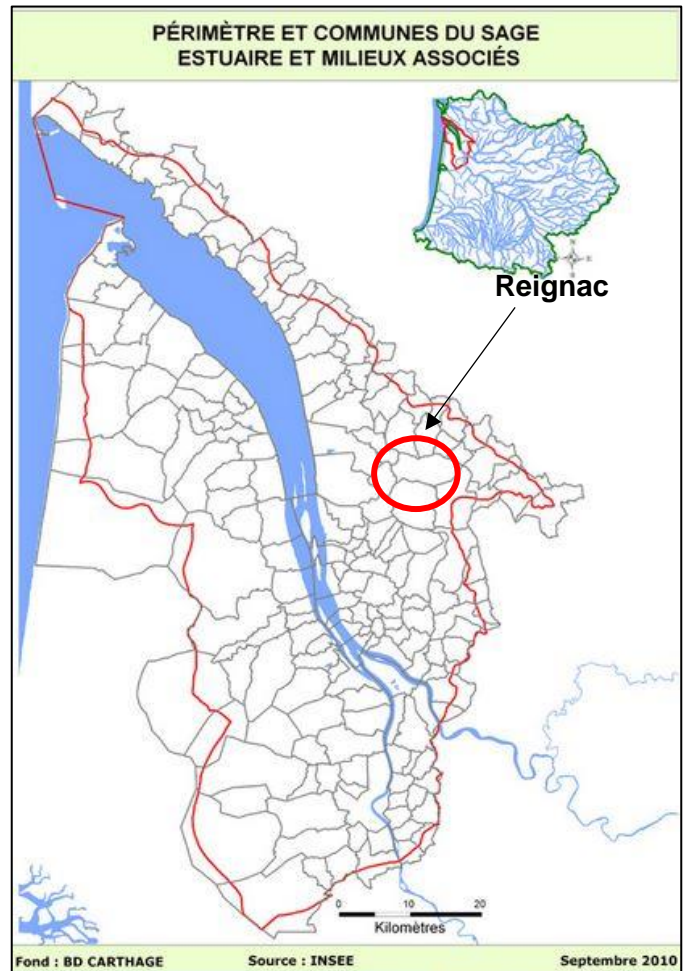 PÉRIMÈTRE ET COMMUNES DU SAGE
ESTUAIRE ET MILIEUX ASSOCIÉS
Reignac
0 10 20
Kilomètres
Fond : BD CARTHAGE Source : INSEE Septembre 2010